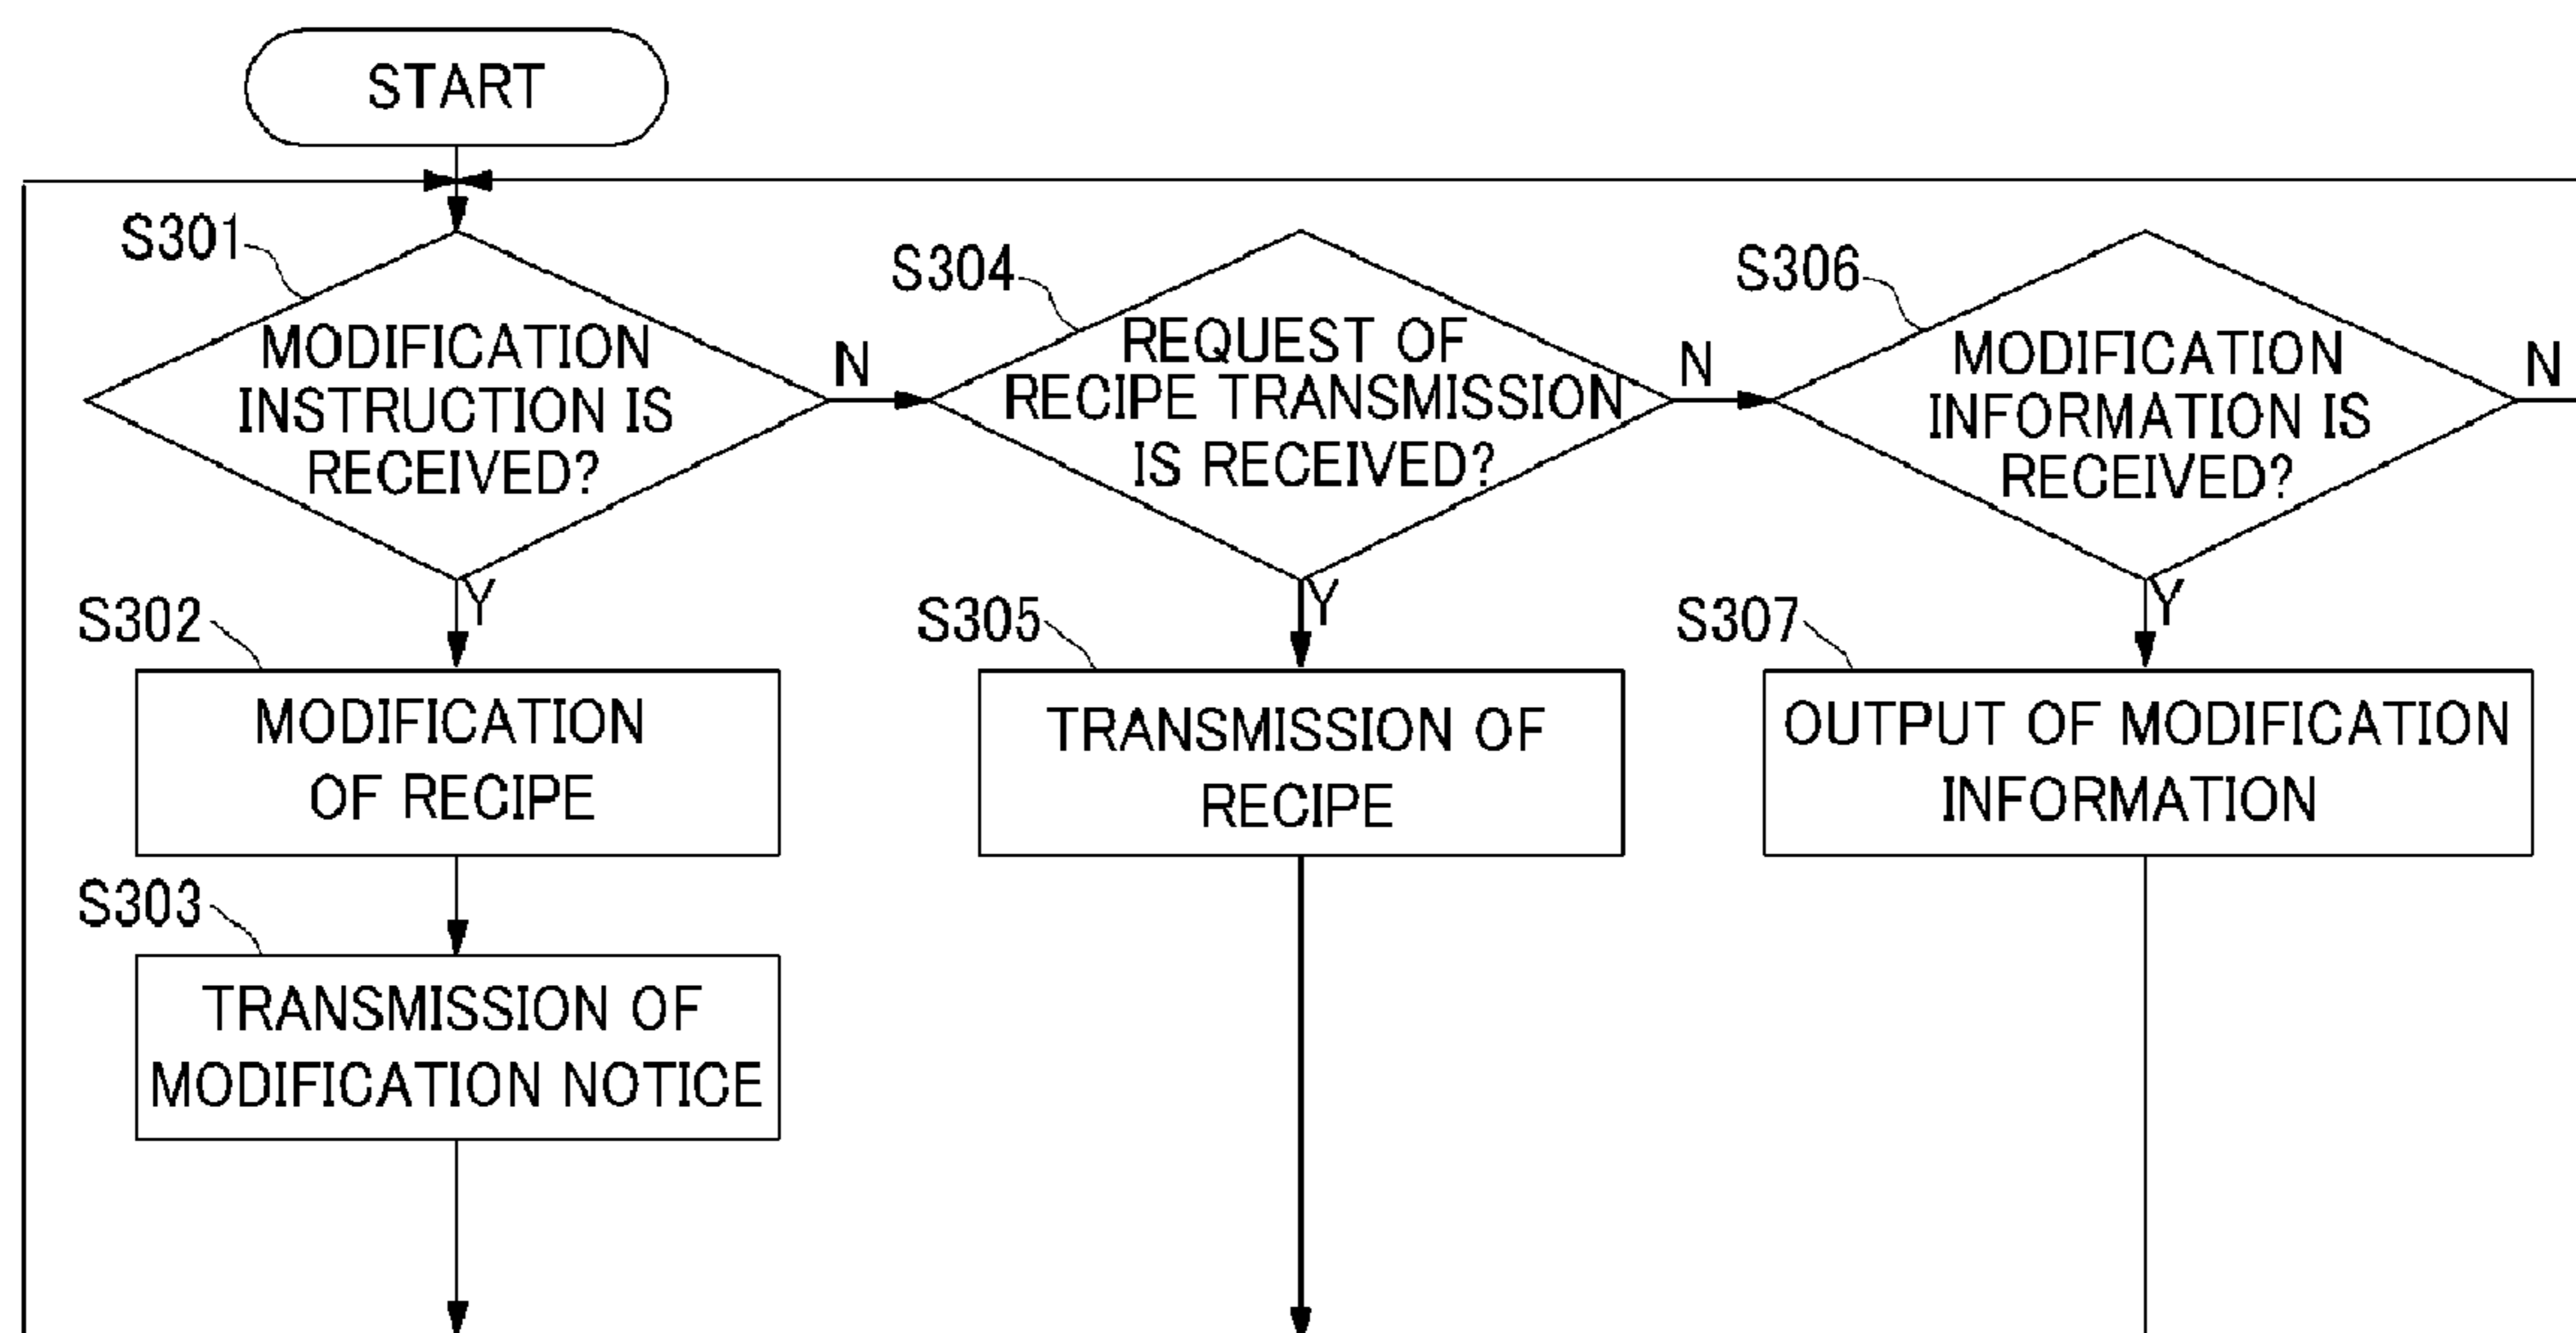 START
S301
MODIFICATION
INSTRUCTION IS
RECEIVED?
N
Y
S302
MODIFICATION
OF RECIPE
S303
TRANSMISSION OF
MODIFICATION NOTICE
S304
REQUEST OF
RECIPE TRANSMISSION
IS RECEIVED?
N
Y
S305
TRANSMISSION OF
RECIPE
S306
MODIFICATION
INFORMATION IS
RECEIVED?
N
Y
S307
OUTPUT OF MODIFICATION
INFORMATION